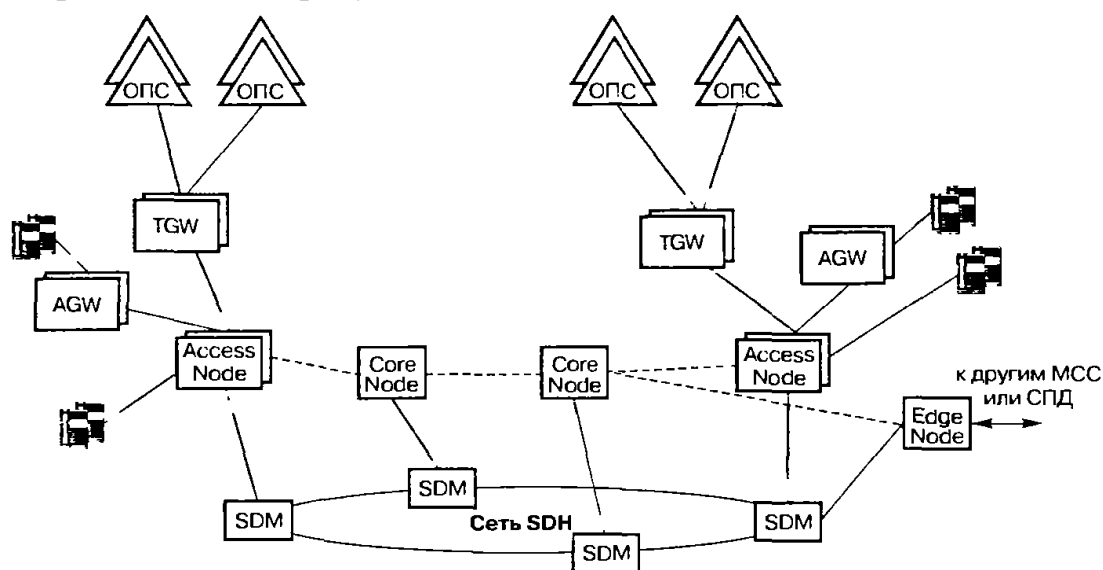 ОПС
ОПС
ОПС
ОПС
TGW
TGW
AGW
AGW
Access
Node
Core
Node
Core
Node
Access
Node
к другим МСС
или СПД
Edge
Node
SDM
SDM
Сеть SDH
SDM
SDM